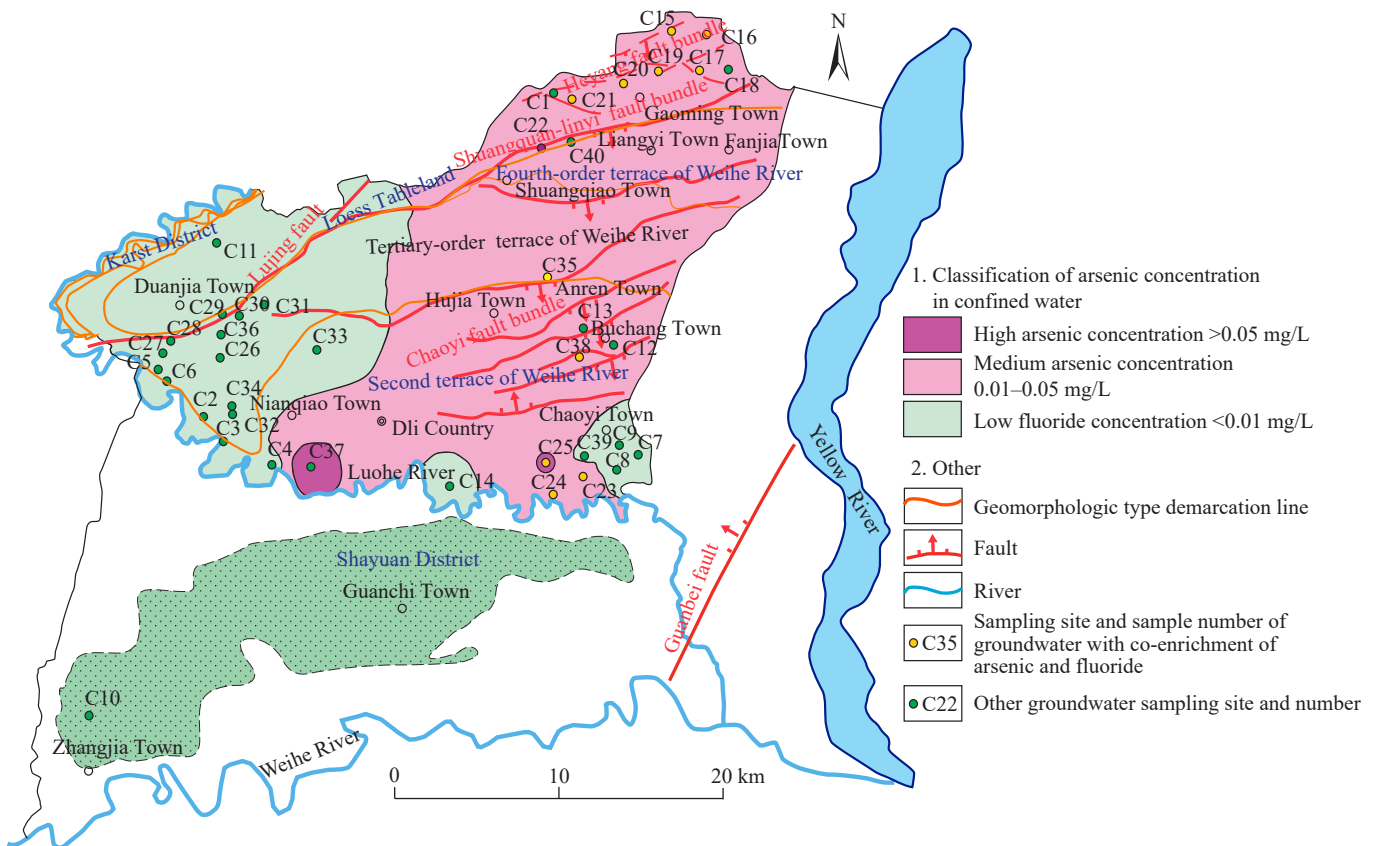 C15
C16
N
Heyang fault bundle
C19
C17
C20
C18
C1
C21
Gaoming Town
C22
Shuangquan-linyi fault bundle
Liangyi Town
FanjiaTown
C40
Fourth-order terrace of Weihe River
Shuangqiao Town
Loess Tableland
Karst District
C11
Lujing fault
Tertiary-order terrace of Weihe River
C35
Duanjia Town
Anren Town
C29
C30
C31
Hujia Town
C13
C28
C36
C33
Chaoyi fault bundle
Buchang Town
C27
C26
C38
C12
C5
C6
Second terrace of Weihe River
C34
C2
Nianqiao Town
Chaoyi Town
C3
C32
Dli Country
C4
C37
C25
C39
C9
C7
Luohe River
C8
C14
C24
C23
Yellow River
Shayuan District
Guanchi Town
Guanbei fault
C10
Zhangjia Town
Weihe River
0
10
20 km
1. Classification of arsenic concentration
in confined water
High arsenic concentration >0.05 mg/L
Medium arsenic concentration
0.01–0.05 mg/L
Low fluoride concentration <0.01 mg/L
2. Other
Geomorphologic type demarcation line
Fault
River
C35
Sampling site and sample number of
groundwater with co-enrichment of
arsenic and fluoride
C22
Other groundwater sampling site and number